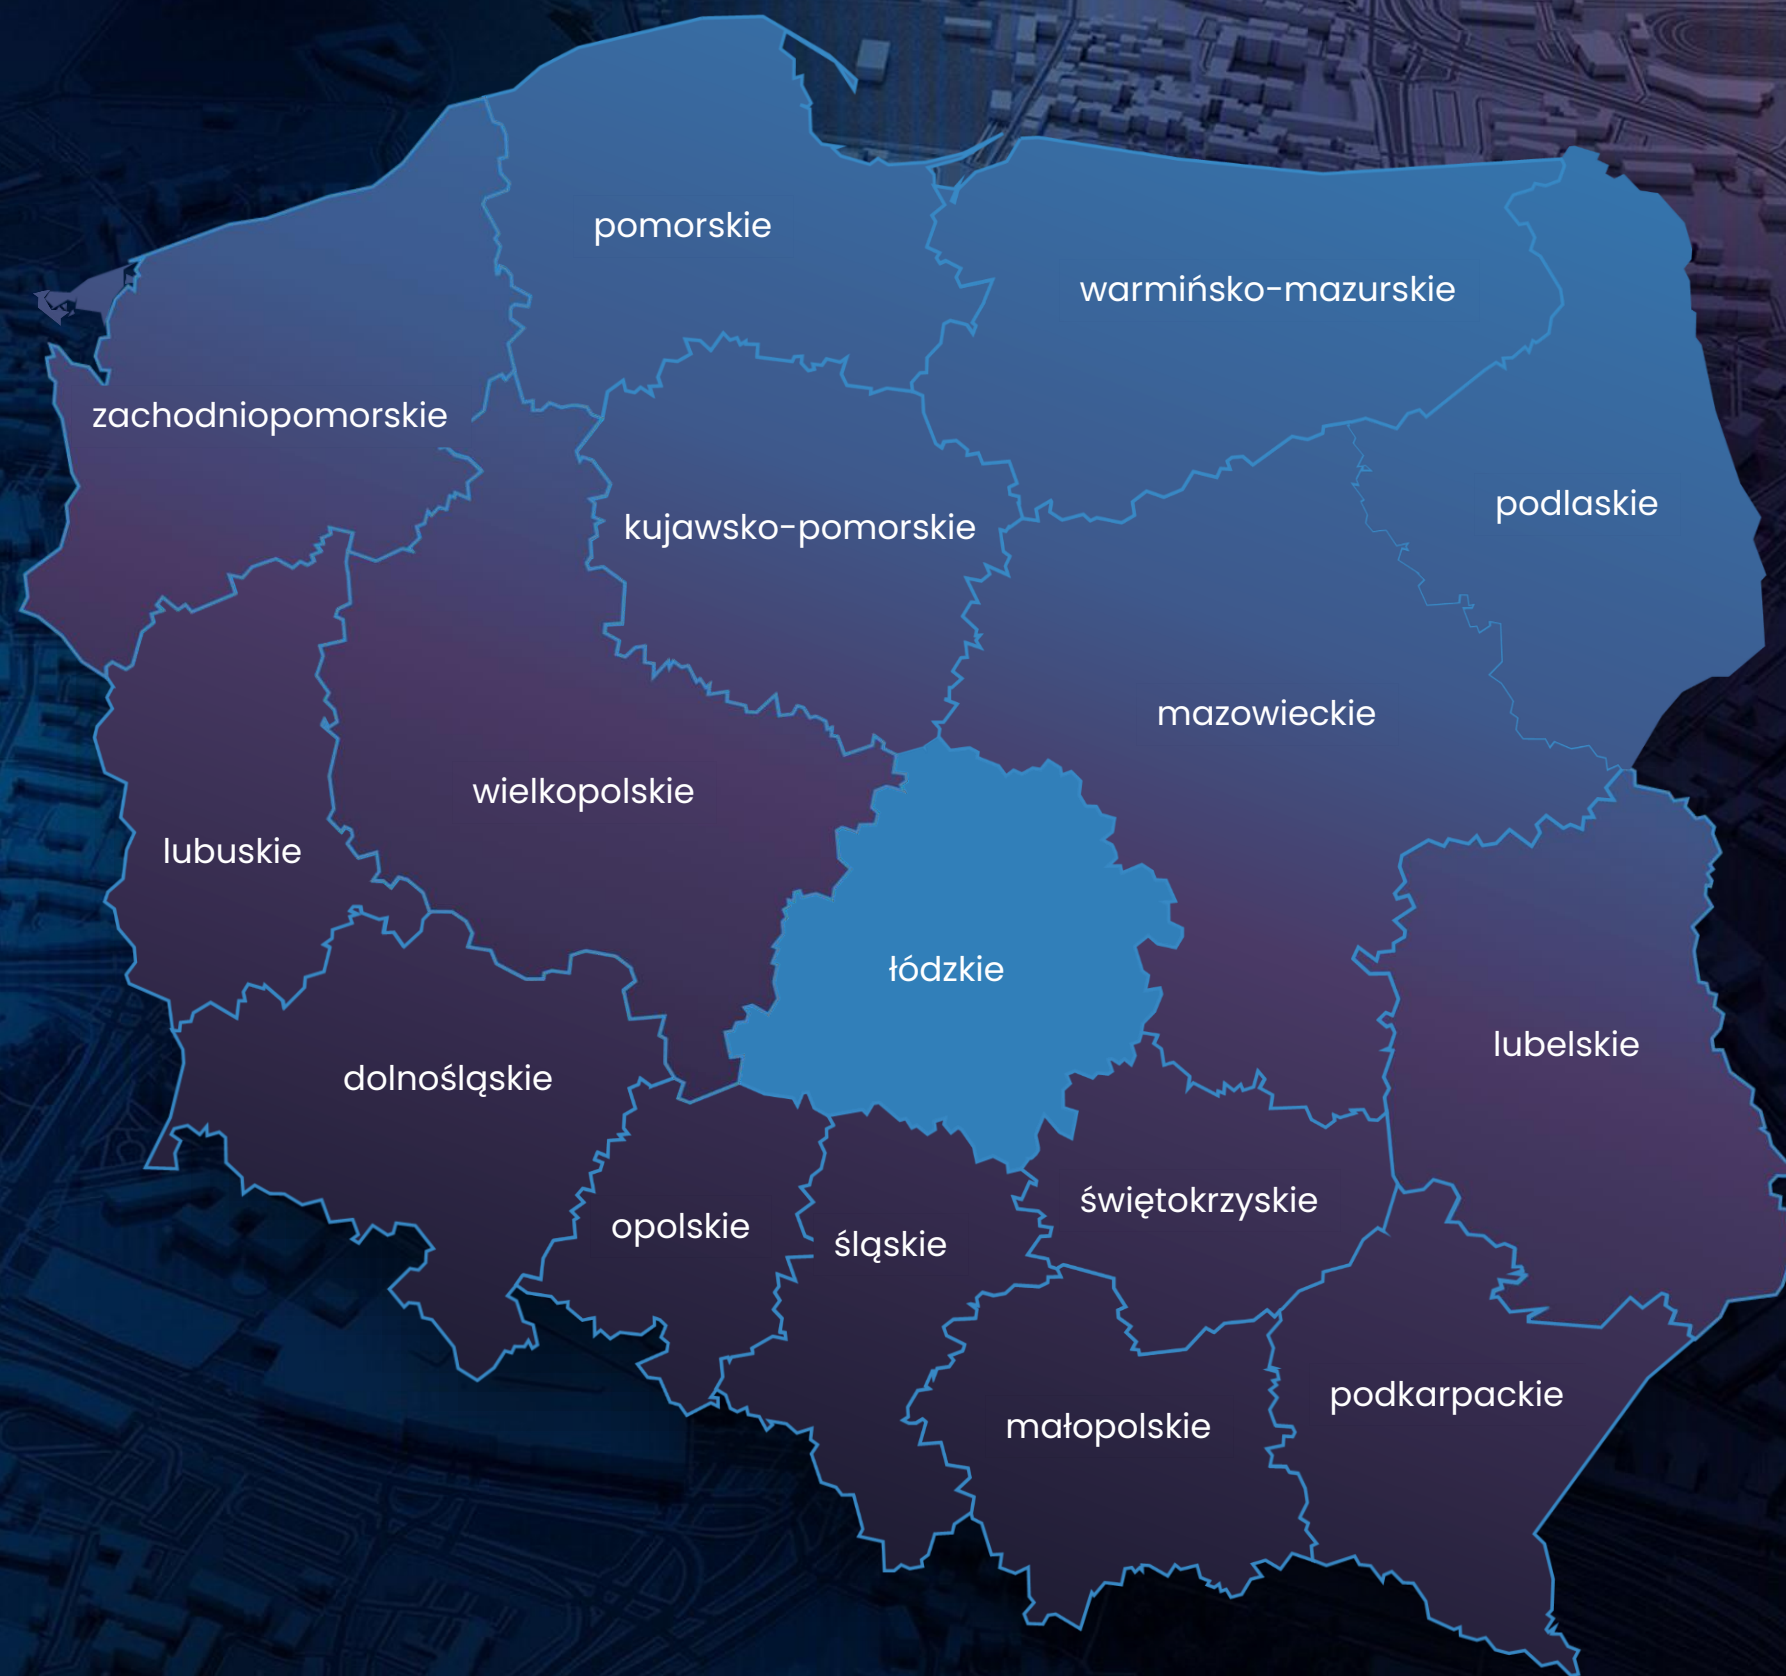 pomorskie
warmińsko-mazurskie
zachodniopomorskie
podlaskie
kujawsko-pomorskie
mazowieckie
wielkopolskie
lubuskie
łódzkie
lubelskie
dolnośląskie
świętokrzyskie
opolskie
śląskie
podkarpackie
małopolskie